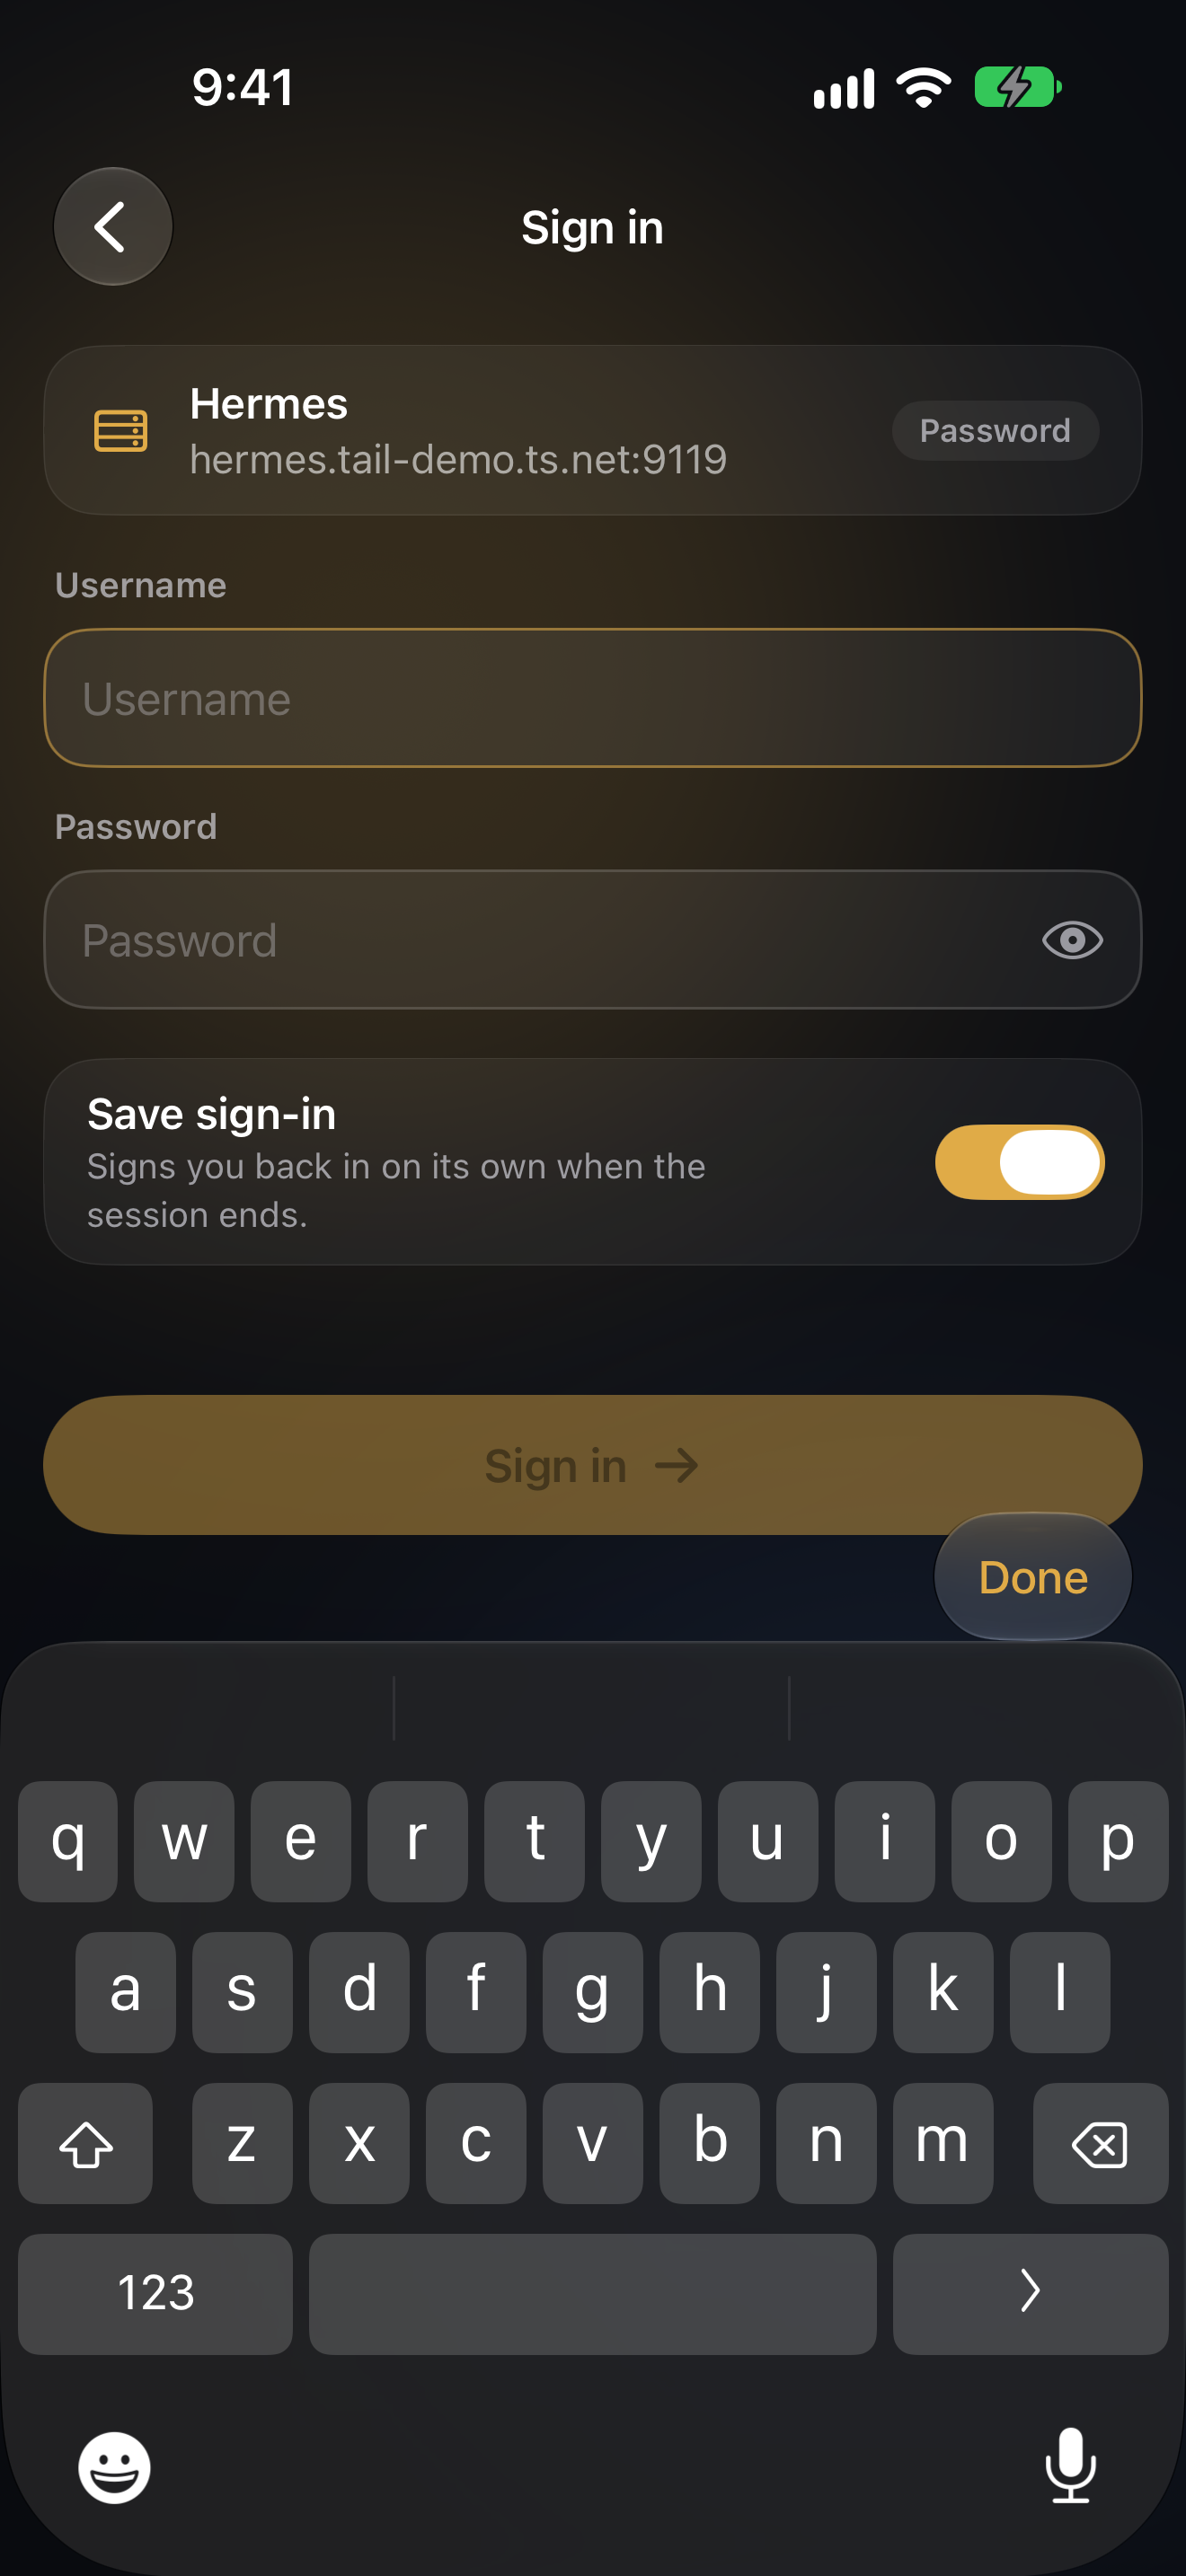 9:41
Sign in
Hermes
hermes.tail-demo.ts.net:9119
Password
Username
Username
Password
Password
Save sign-in
Signs you back in on its own when the
session ends.
Sign in →
Done
q w e r t y u i o p
a s d f g h j k l
z x c v b n m
123